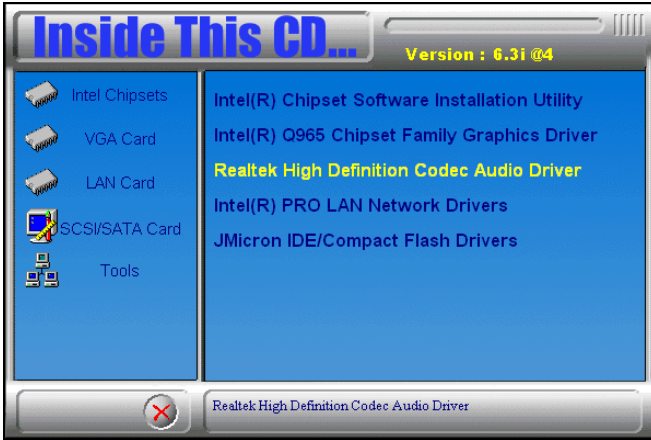 Inside This CD...
Version : 6.3i @4
Intel Chipsets
VGA Card
LAN Card
SCSI/SATA Card
Tools
Intel(R) Chipset Software Installation Utility
Intel(R) Q965 Chipset Family Graphics Driver
Realtek High Definition Codec Audio Driver
Intel(R) PRO LAN Network Drivers
JMicron IDE/Compact Flash Drivers
Realtek High Definition Codec Audio Driver